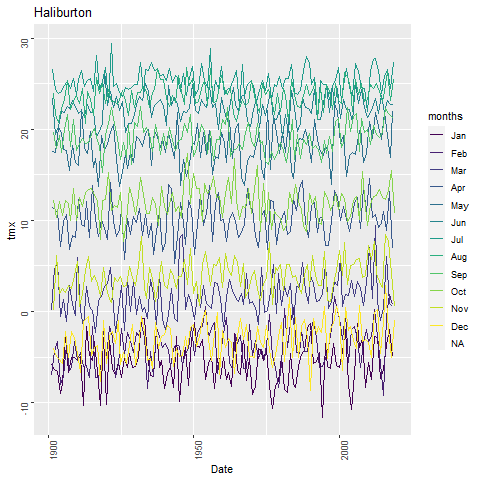 Haliburton
30
20
10
0
-10
tmx
1900
1950
2000
Date
months
Jan
Feb
Mar
Apr
May
Jun
Jul
Aug
Sep
Oct
Nov
Dec
NA